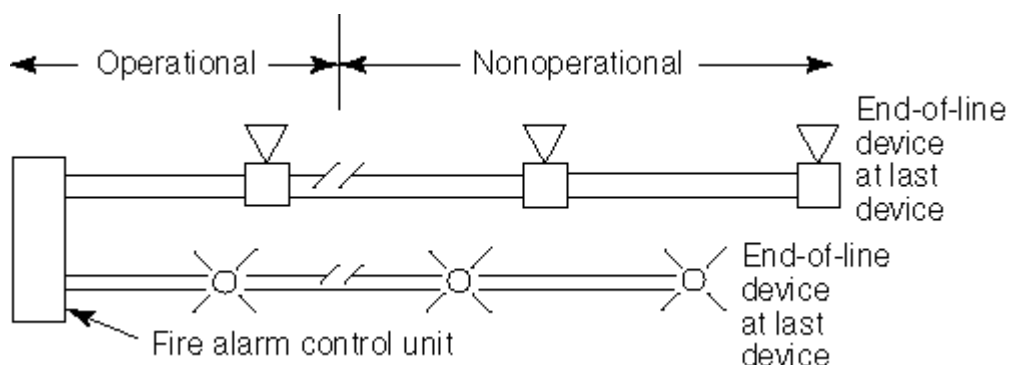 Operational
Nonoperational
End-of-line
device
at last
device
End-of-line
device
at last
device
Fire alarm control unit